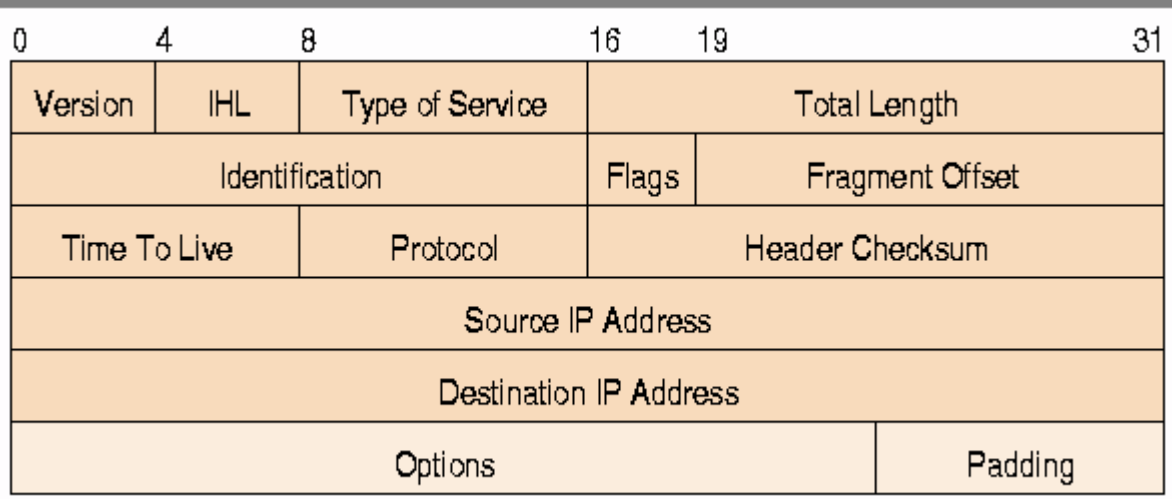 0 4 8 16 19 31
Version IHL Type of Service Total Length
Identification Flags Fragment Offset
Time To Live Protocol Header Checksum
Source IP Address
Destination IP Address
Options Padding